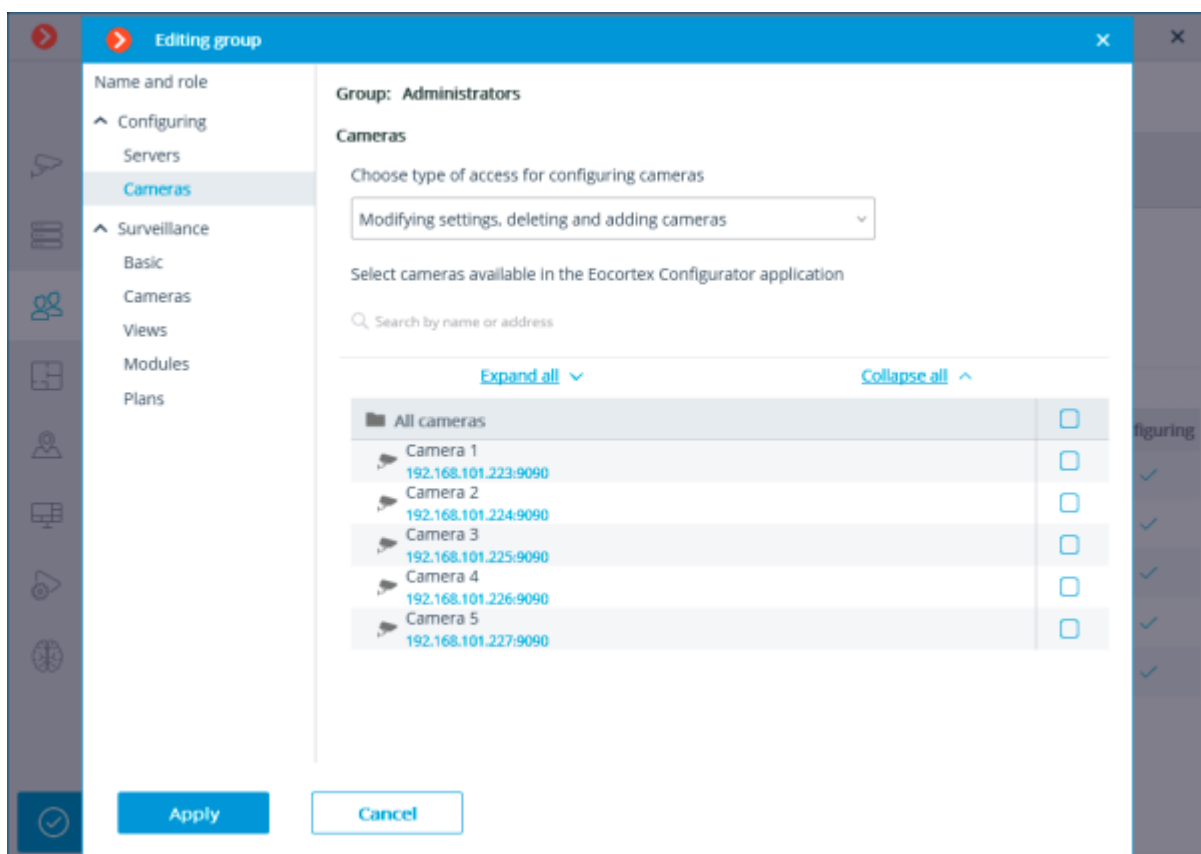 Editing group
Name and role
Configuring
Servers
Cameras
Surveillance
Basic
Cameras
Views
Modules
Plans
Group: Administrators
Cameras
Choose type of access for configuring cameras
Modifying settings, deleting and adding cameras
Select cameras available in the Eocortex Configurator application
Search by name or address
Expand all
Collapse all
All cameras
Camera 1
192.168.101.223:9090
Camera 2
192.168.101.224:9090
Camera 3
192.168.101.225:9090
Camera 4
192.168.101.226:9090
Camera 5
192.168.101.227:9090
figuring
Apply
Cancel